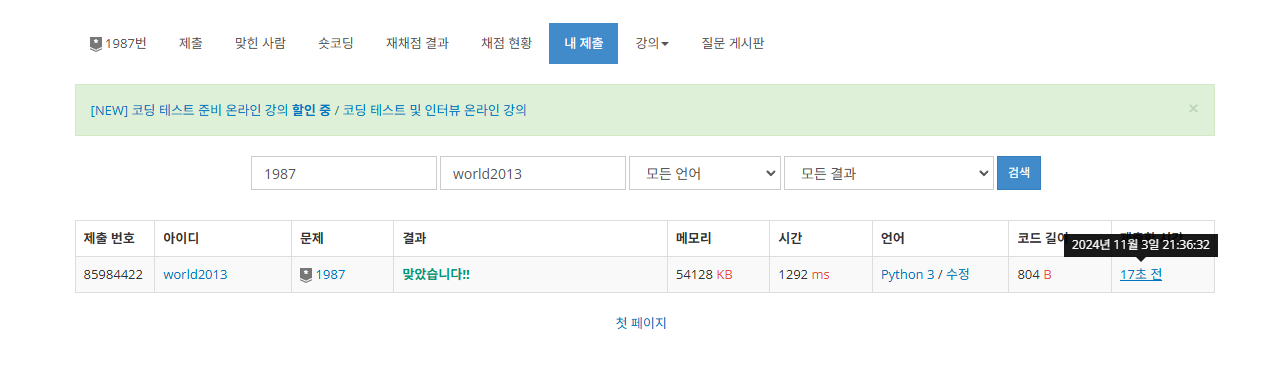 1987번 제출 맞힌 사람 숏코딩 재채점 결과 채점 현황 내 제출 강의 질문 게시판
[NEW] 코딩 테스트 준비 온라인 강의 할인 중 / 코딩 테스트 및 인터뷰 온라인 강의 ×
1987 world2013 모든 언어 모든 결과 검색
제출 번호 아이디 문제 결과 메모리 시간 언어 코드 길이
2024년 11월 3일 21:36:32
85984422 world2013 1987 맞았습니다!! 54128 KB 1292 ms Python 3 / 수정 804 B 17초 전
첫 페이지